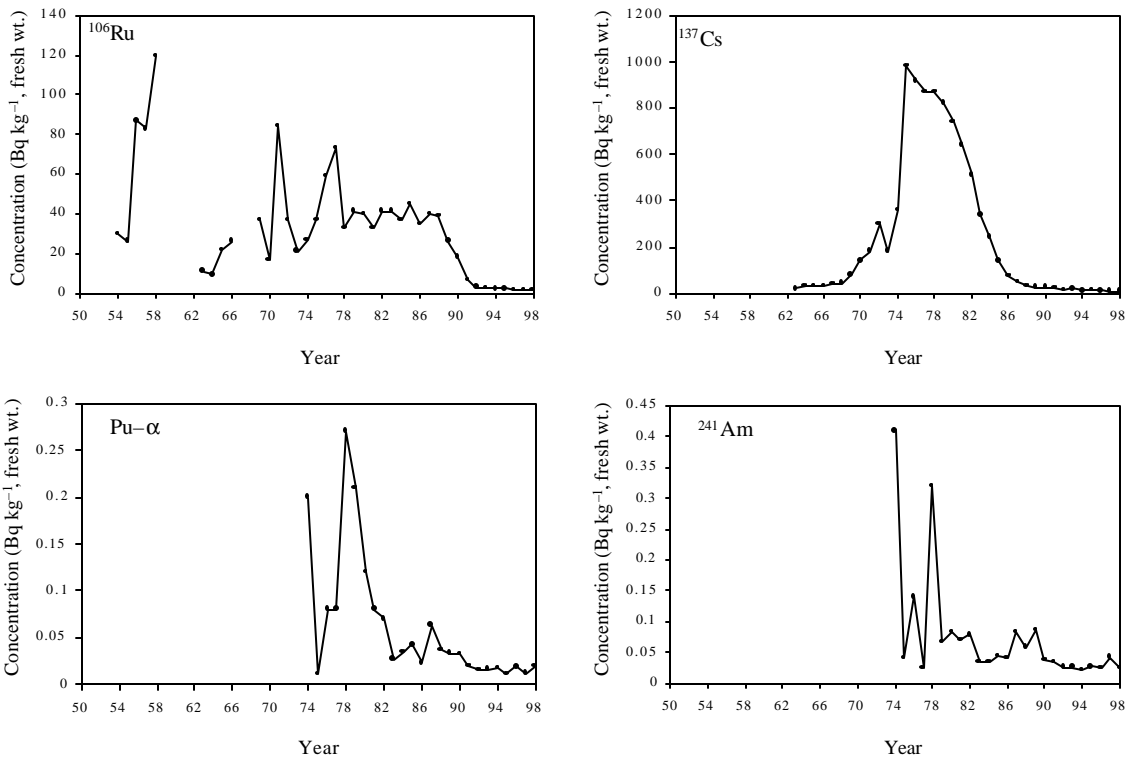 140
120
100
80
60
40
20
0
¹⁰⁶Ru
Concentration (Bq kg⁻¹, fresh wt.)
50 54 58 62 66 70 74 78 82 86 90 94 98
Year
1200
1000
800
600
400
200
0
¹³⁷Cs
Concentration (Bq kg⁻¹, fresh wt.)
50 54 58 62 66 70 74 78 82 86 90 94 98
Year
0.3
0.25
0.2
0.15
0.1
0.05
0
Pu–α
Concentration (Bq kg⁻¹, fresh wt.)
50 54 58 62 66 70 74 78 82 86 90 94 98
Year
0.45
0.4
0.35
0.3
0.25
0.2
0.15
0.1
0.05
0
²⁴¹Am
Concentration (Bq kg⁻¹, fresh wt.)
50 54 58 62 66 70 74 78 82 86 90 94 98
Year